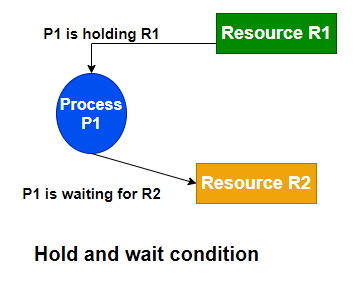 P1 is holding R1
Resource R1
Process
P1
P1 is waiting for R2
Resource R2
Hold and wait condition